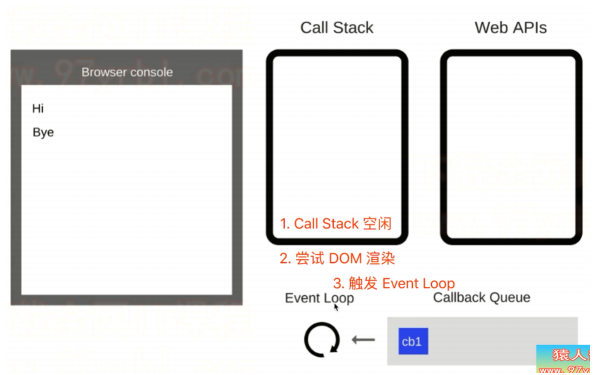 Call Stack
Web APIs
Browser console
Hi
Bye
1. Call Stack 空闲
2. 尝试 DOM 渲染
3. 触发 Event Loop
Event Loop
Callback Queue
cb1
猿人